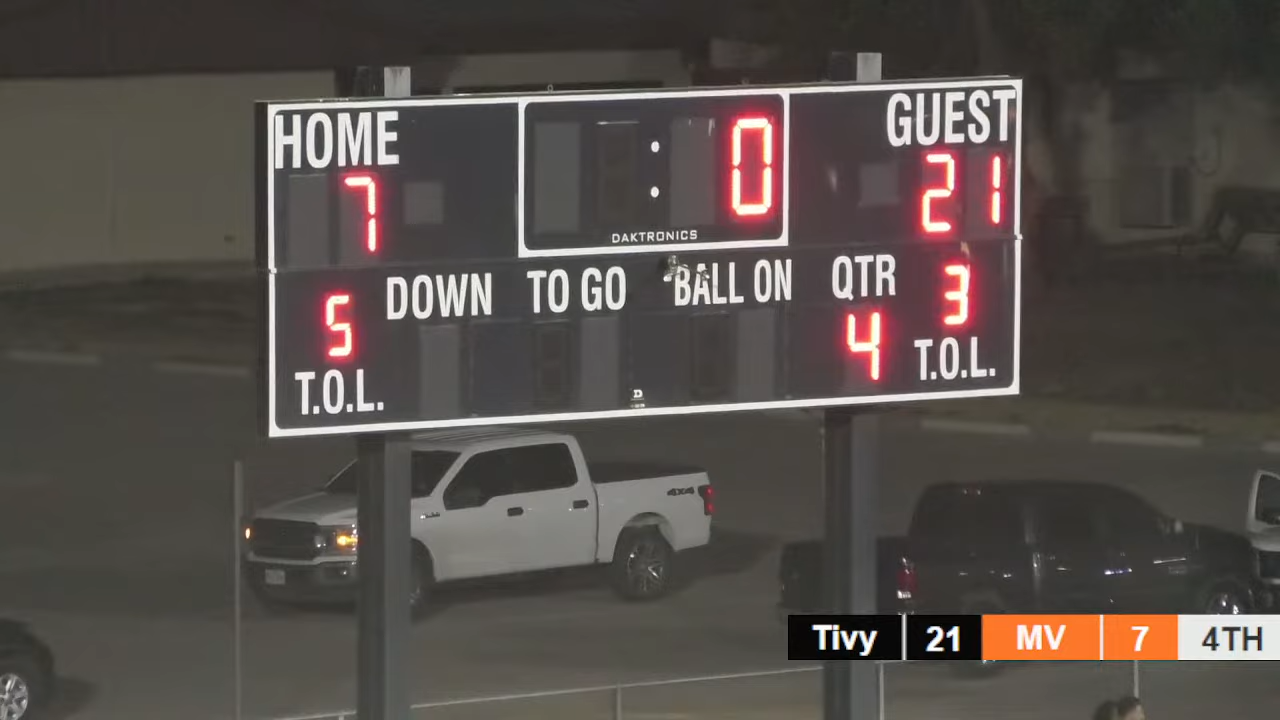 HOME : 0 GUEST
7 21
DAKTRONICS
DOWN TO GO BALL ON QTR 3
5 4
T.O.L. T.O.L.
4X4
Tivy 21 MV 7 4TH